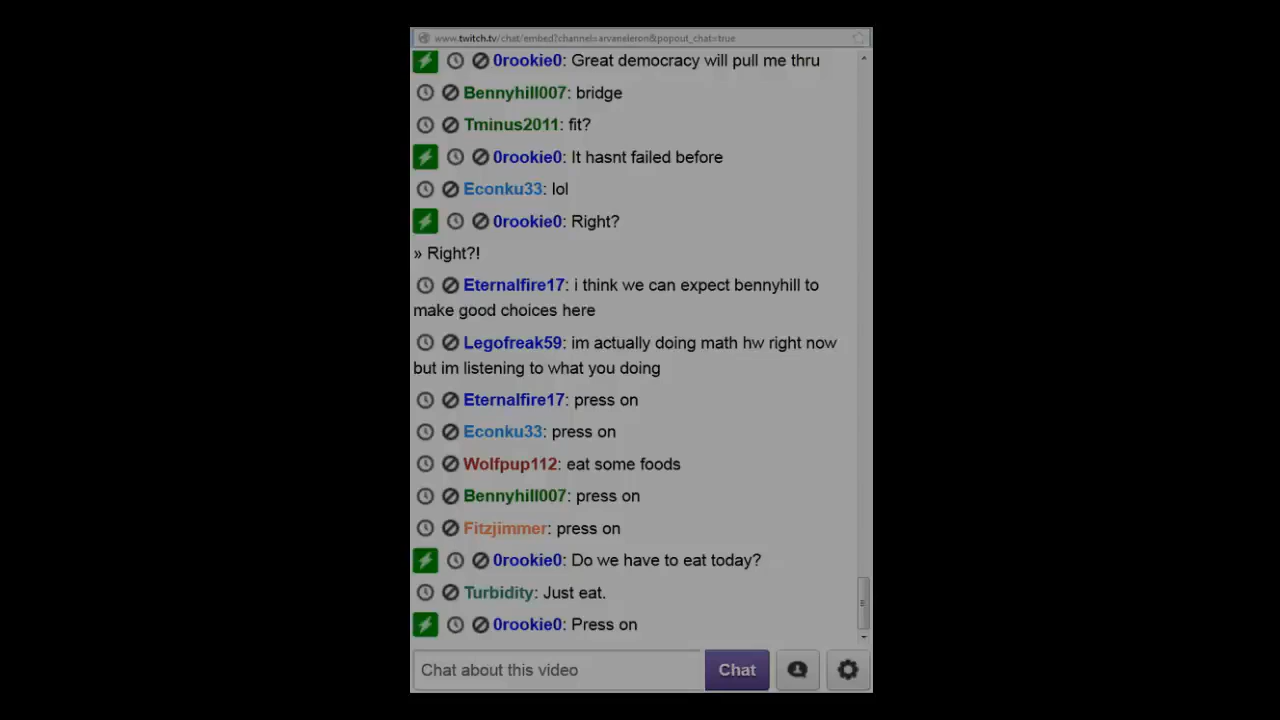 www.twitch.tv/chat/embed?channel=arvaneleron&popout_chat=true
0rookie0: Great democracy will pull me thru
Bennyhill007: bridge
Tminus2011: fit?
0rookie0: It hasnt failed before
Econku33: lol
0rookie0: Right?
» Right?!
Eternalfire17: i think we can expect bennyhill to
make good choices here
Legofreak59: im actually doing math hw right now
but im listening to what you doing
Eternalfire17: press on
Econku33: press on
Wolfpup112: eat some foods
Bennyhill007: press on
Fitzjimmer: press on
0rookie0: Do we have to eat today?
Turbidity: Just eat.
0rookie0: Press on
Chat about this video Chat